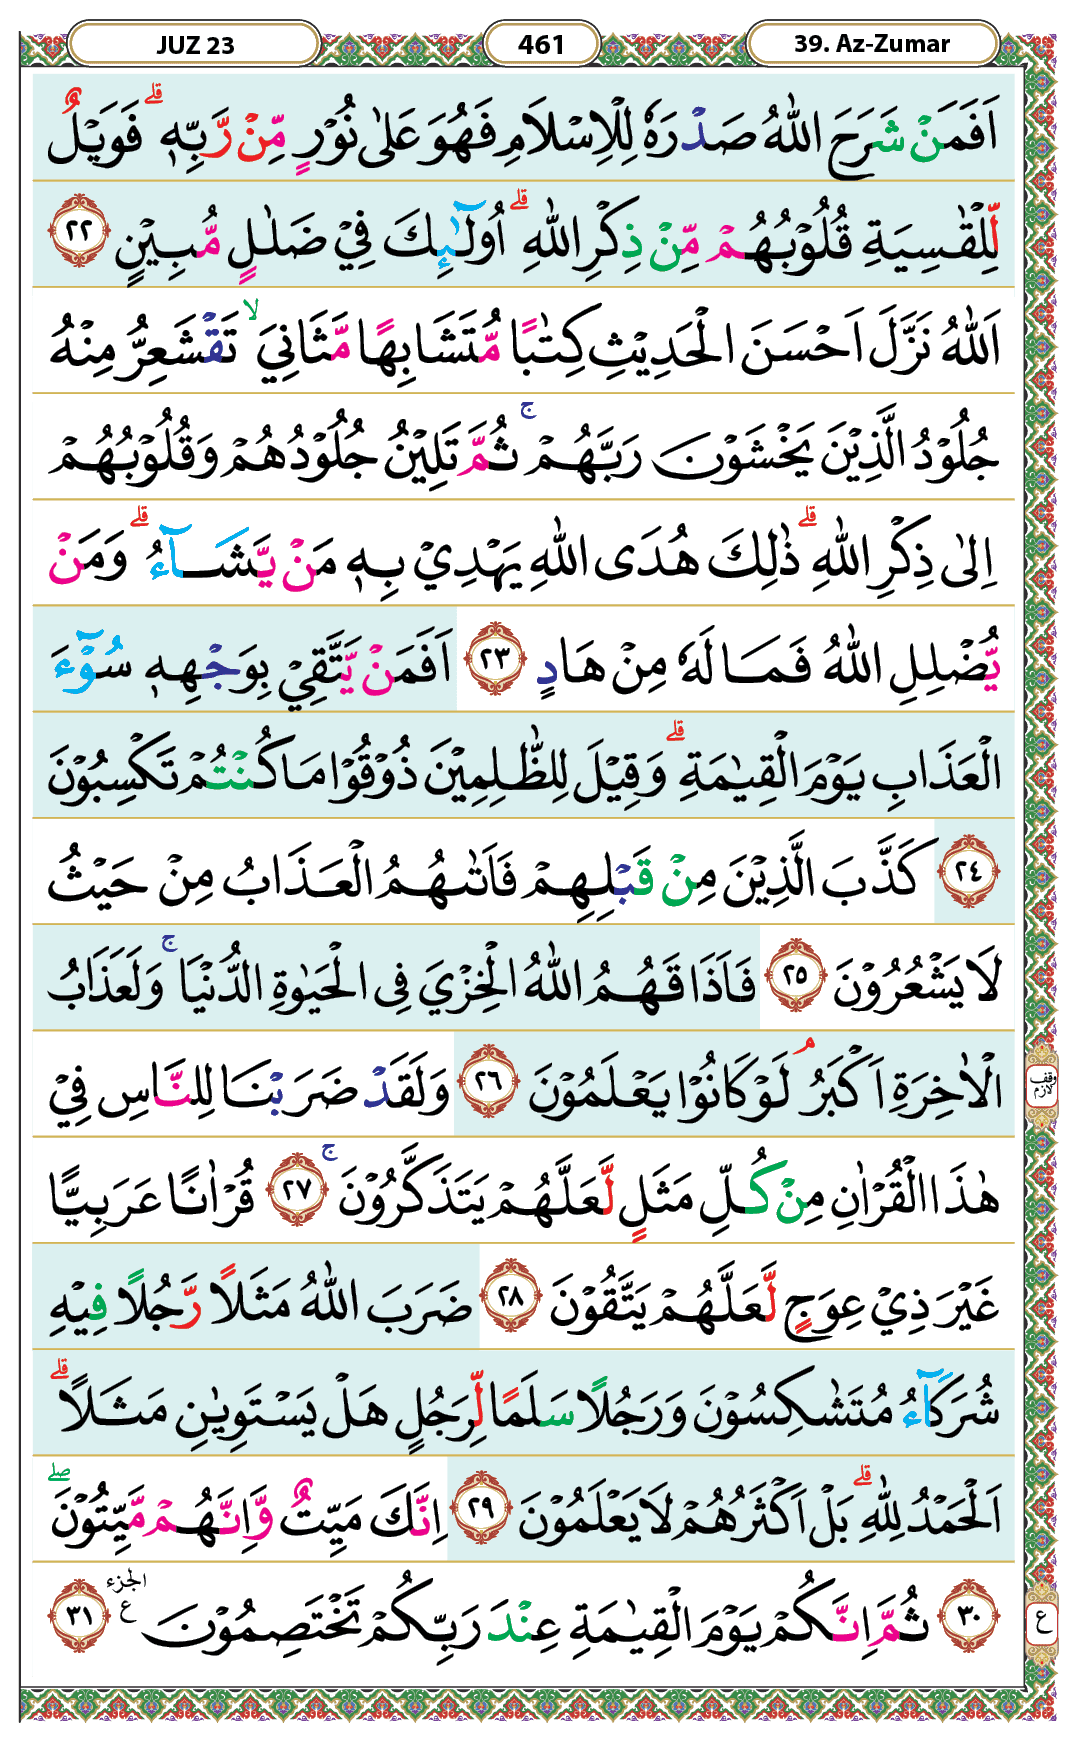 JUZ 23
461
39. Az-Zumar
اَفَمَنْ شَرَحَ اللّٰهُ صَدْرَهٗ لِلْاِسْلَامِ فَهُوَ عَلٰى نُوْرٍ مِّنْ رَّبِّهٖ ۗ فَوَيْلٌ
لِّلْقٰسِيَةِ قُلُوْبُهُمْ مِّنْ ذِكْرِ اللّٰهِ ۗ اُولٰۤىِٕكَ فِيْ ضَلٰلٍ مُّبِيْنٍ ٢٢
اَللّٰهُ نَزَّلَ اَحْسَنَ الْحَدِيْثِ كِتٰبًا مُّتَشَابِهًا مَّثَانِيَ ۙ تَقْشَعِرُّ مِنْهُ
جُلُوْدُ الَّذِيْنَ يَخْشَوْنَ رَبَّهُمْ ۚ ثُمَّ تَلِيْنُ جُلُوْدُهُمْ وَقُلُوْبُهُمْ
اِلٰى ذِكْرِ اللّٰهِ ۗ ذٰلِكَ هُدَى اللّٰهِ يَهْدِيْ بِهٖ مَنْ يَّشَاۤءُ ۗ وَمَنْ
يُّضْلِلِ اللّٰهُ فَمَا لَهٗ مِنْ هَادٍ ٢٣ اَفَمَنْ يَّتَّقِيْ بِوَجْهِهٖ سُوْۤءَ
الْعَذَابِ يَوْمَ الْقِيٰمَةِ ۗ وَقِيْلَ لِلظّٰلِمِيْنَ ذُوْقُوْا مَا كُنْتُمْ تَكْسِبُوْنَ
٢٤ كَذَّبَ الَّذِيْنَ مِنْ قَبْلِهِمْ فَاَتٰىهُمُ الْعَذَابُ مِنْ حَيْثُ
لَا يَشْعُرُوْنَ ٢٥ فَاَذَاقَهُمُ اللّٰهُ الْخِزْيَ فِى الْحَيٰوةِ الدُّنْيَا ۚ وَلَعَذَابُ
الْاٰخِرَةِ اَكْبَرُ ۘ لَوْ كَانُوْا يَعْلَمُوْنَ ٢٦ وَلَقَدْ ضَرَبْنَا لِلنَّاسِ فِيْ
وقف لازم
هٰذَا الْقُرْاٰنِ مِنْ كُلِّ مَثَلٍ لَّعَلَّهُمْ يَتَذَكَّرُوْنَ ۚ ٢٧ قُرْاٰنًا عَرَبِيًّا
غَيْرَ ذِيْ عِوَجٍ لَّعَلَّهُمْ يَتَّقُوْنَ ٢٨ ضَرَبَ اللّٰهُ مَثَلًا رَّجُلًا فِيْهِ
شُرَكَاۤءُ مُتَشٰكِسُوْنَ وَرَجُلًا سَلَمًا لِّرَجُلٍ هَلْ يَسْتَوِيٰنِ مَثَلًا ۗ
اَلْحَمْدُ لِلّٰهِ ۗ بَلْ اَكْثَرُهُمْ لَا يَعْلَمُوْنَ ٢٩ اِنَّكَ مَيِّتٌ وَّاِنَّهُمْ مَّيِّتُوْنَ ۖ
٣٠ ثُمَّ اِنَّكُمْ يَوْمَ الْقِيٰمَةِ عِنْدَ رَبِّكُمْ تَخْتَصِمُوْنَ ع الجزء ٣١
ع